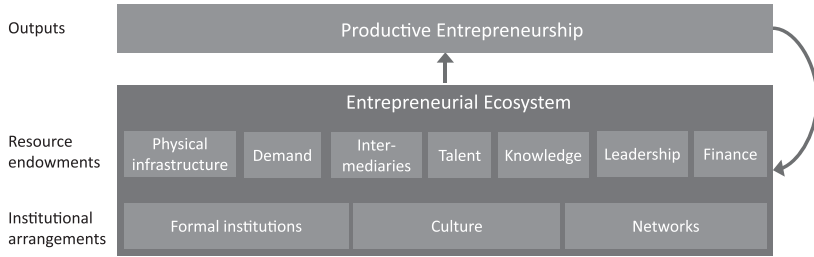 Outputs
Productive Entrepreneurship
Entrepreneurial Ecosystem
Resource
endowments
Physical
infrastructure
Demand
Inter-
mediaries
Talent
Knowledge
Leadership
Finance
Institutional
arrangements
Formal institutions
Culture
Networks